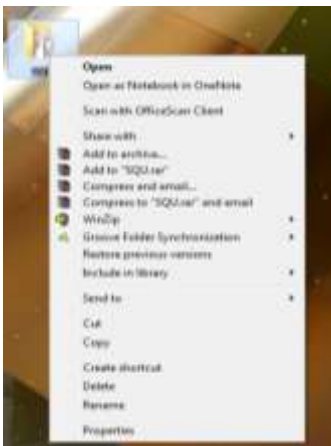 Open
Open as Notebook in OneNote
Scan with OfficeScan Client
Share with
Add to archive...
Add to "SQU.rar"
Compress and email...
Compress to "SQU.rar" and email
WinZip
Groove Folder Synchronization
Restore previous versions
Include in library
Send to
Cut
Copy
Create shortcut
Delete
Rename
Properties